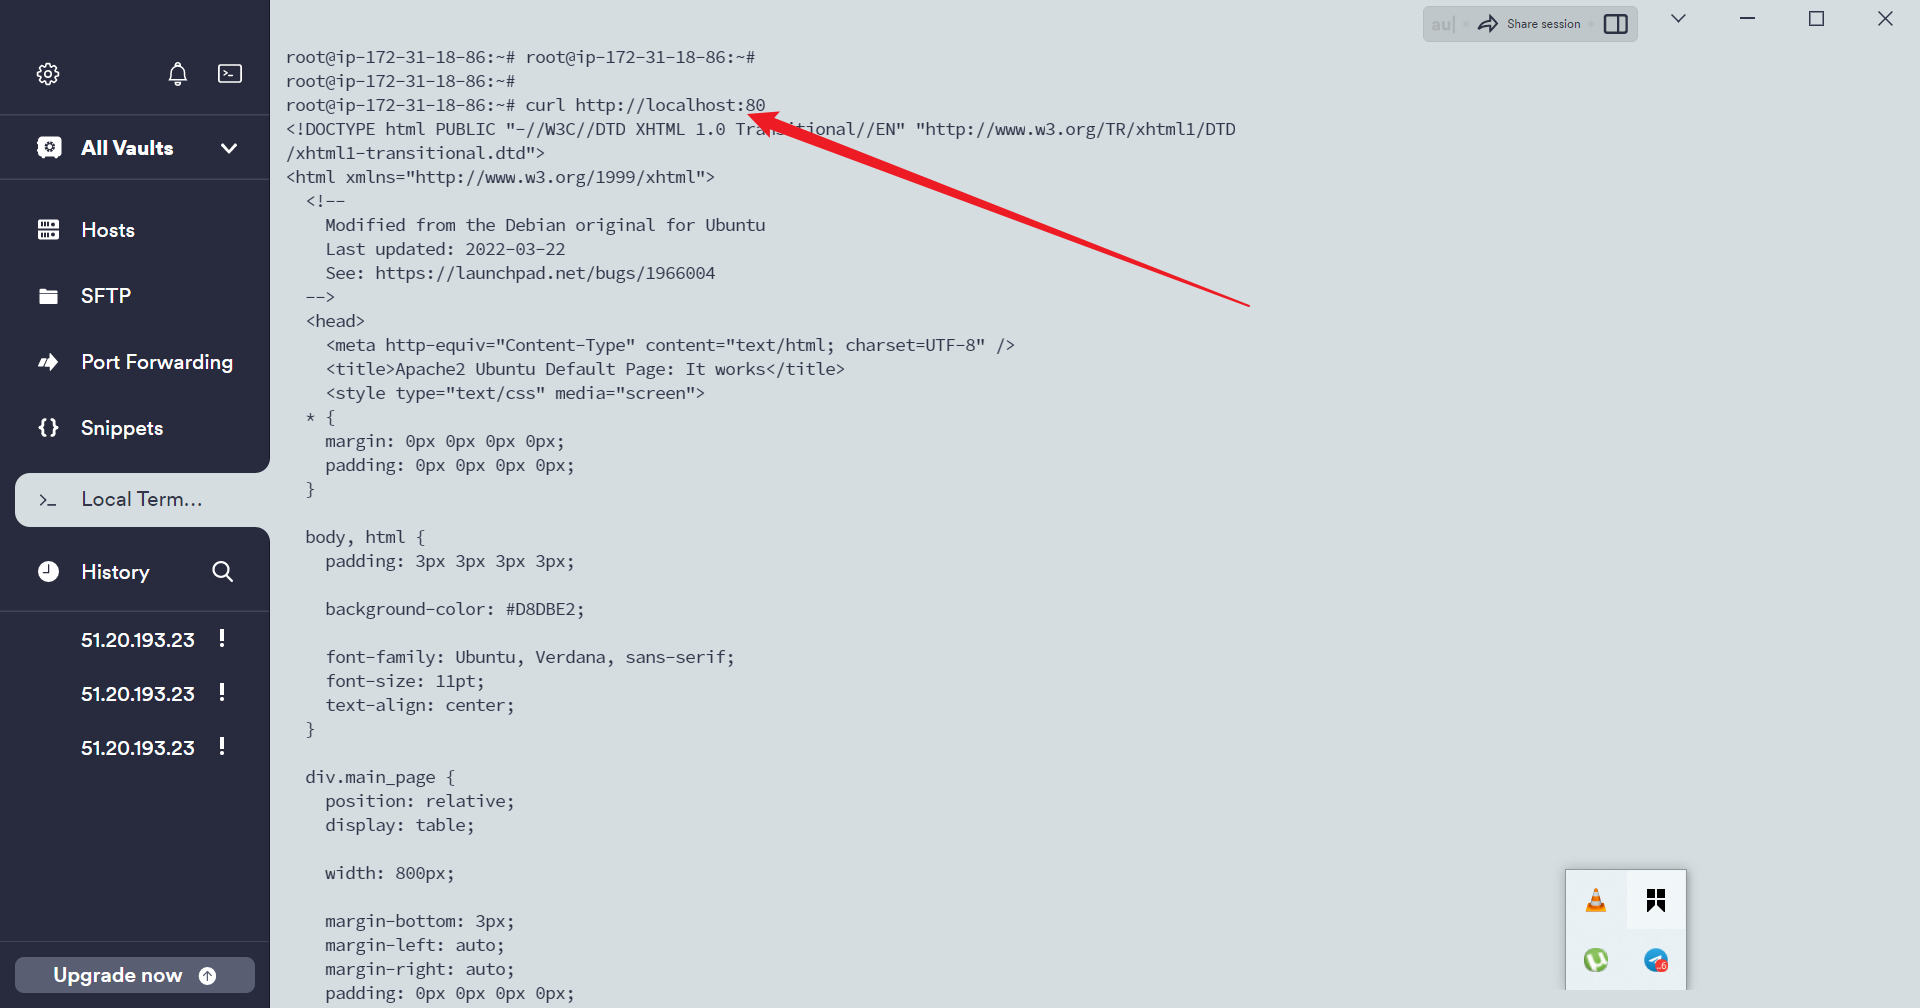 All Vaults
Hosts
SFTP
Port Forwarding
Snippets
Local Term...
History
51.20.193.23 !
51.20.193.23 !
51.20.193.23 !
Upgrade now
au|
Share session
root@ip-172-31-18-86:~# root@ip-172-31-18-86:~#
root@ip-172-31-18-86:~#
root@ip-172-31-18-86:~# curl http://localhost:80
<!DOCTYPE html PUBLIC "-//W3C//DTD XHTML 1.0 Transitional//EN" "http://www.w3.org/TR/xhtml1/DTD
/xhtml1-transitional.dtd">
<html xmlns="http://www.w3.org/1999/xhtml">
<!--
Modified from the Debian original for Ubuntu
Last updated: 2022-03-22
See: https://launchpad.net/bugs/1966004
-->
<head>
<meta http-equiv="Content-Type" content="text/html; charset=UTF-8" />
<title>Apache2 Ubuntu Default Page: It works</title>
<style type="text/css" media="screen">
* {
margin: 0px 0px 0px 0px;
padding: 0px 0px 0px 0px;
}
body, html {
padding: 3px 3px 3px 3px;
background-color: #D8DBE2;
font-family: Ubuntu, Verdana, sans-serif;
font-size: 11pt;
text-align: center;
}
div.main_page {
position: relative;
display: table;
width: 800px;
margin-bottom: 3px;
margin-left: auto;
margin-right: auto;
padding: 0px 0px 0px 0px;